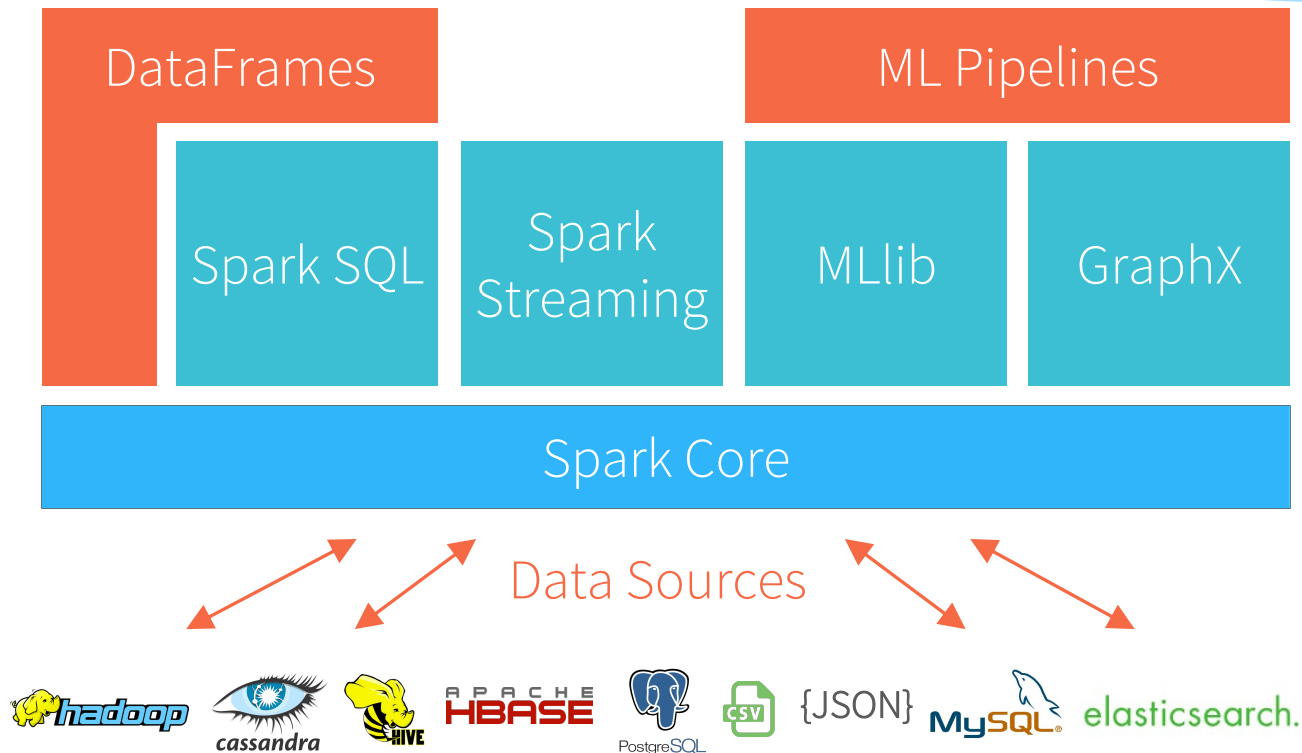 DataFrames
ML Pipelines
Spark SQL
Spark
Streaming
MLlib
GraphX
Spark Core
Data Sources
hadoop
cassandra
HIVE
APACHE
HBASE
PostgreSQL
CSV
{JSON}
MySQL®
elasticsearch.